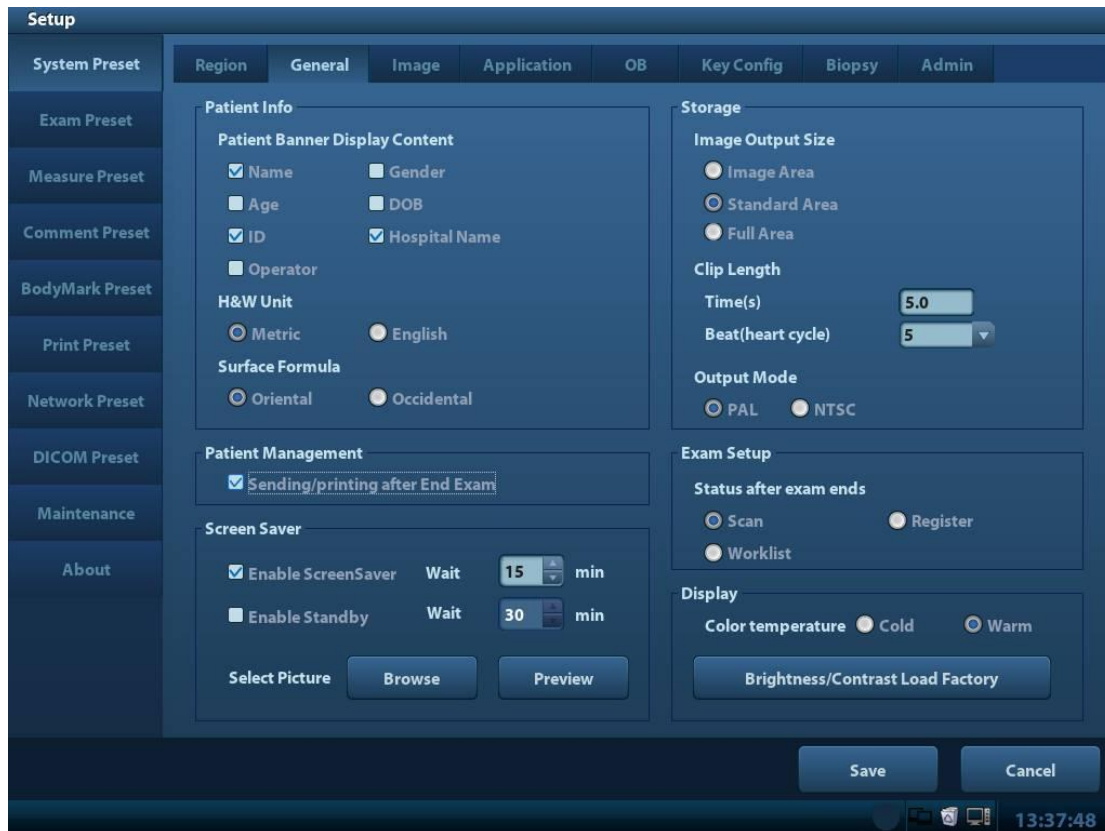 Setup
System Preset
Exam Preset
Measure Preset
Comment Preset
BodyMark Preset
Print Preset
Network Preset
DICOM Preset
Maintenance
About
Region General Image Application OB Key Config Biopsy Admin
Patient Info
Patient Banner Display Content
Name Gender
Age DOB
ID Hospital Name
Operator
H&W Unit
Metric English
Surface Formula
Oriental Occidental
Patient Management
Sending/printing after End Exam
Screen Saver
Enable ScreenSaver Wait 15 min
Enable Standby Wait 30 min
Select Picture Browse Preview
Storage
Image Output Size
Image Area
Standard Area
Full Area
Clip Length
Time(s) 5.0
Beat(heart cycle) 5
Output Mode
PAL NTSC
Exam Setup
Status after exam ends
Scan Register
Worklist
Display
Color temperature Cold Warm
Brightness/Contrast Load Factory
Save Cancel
13:37:48